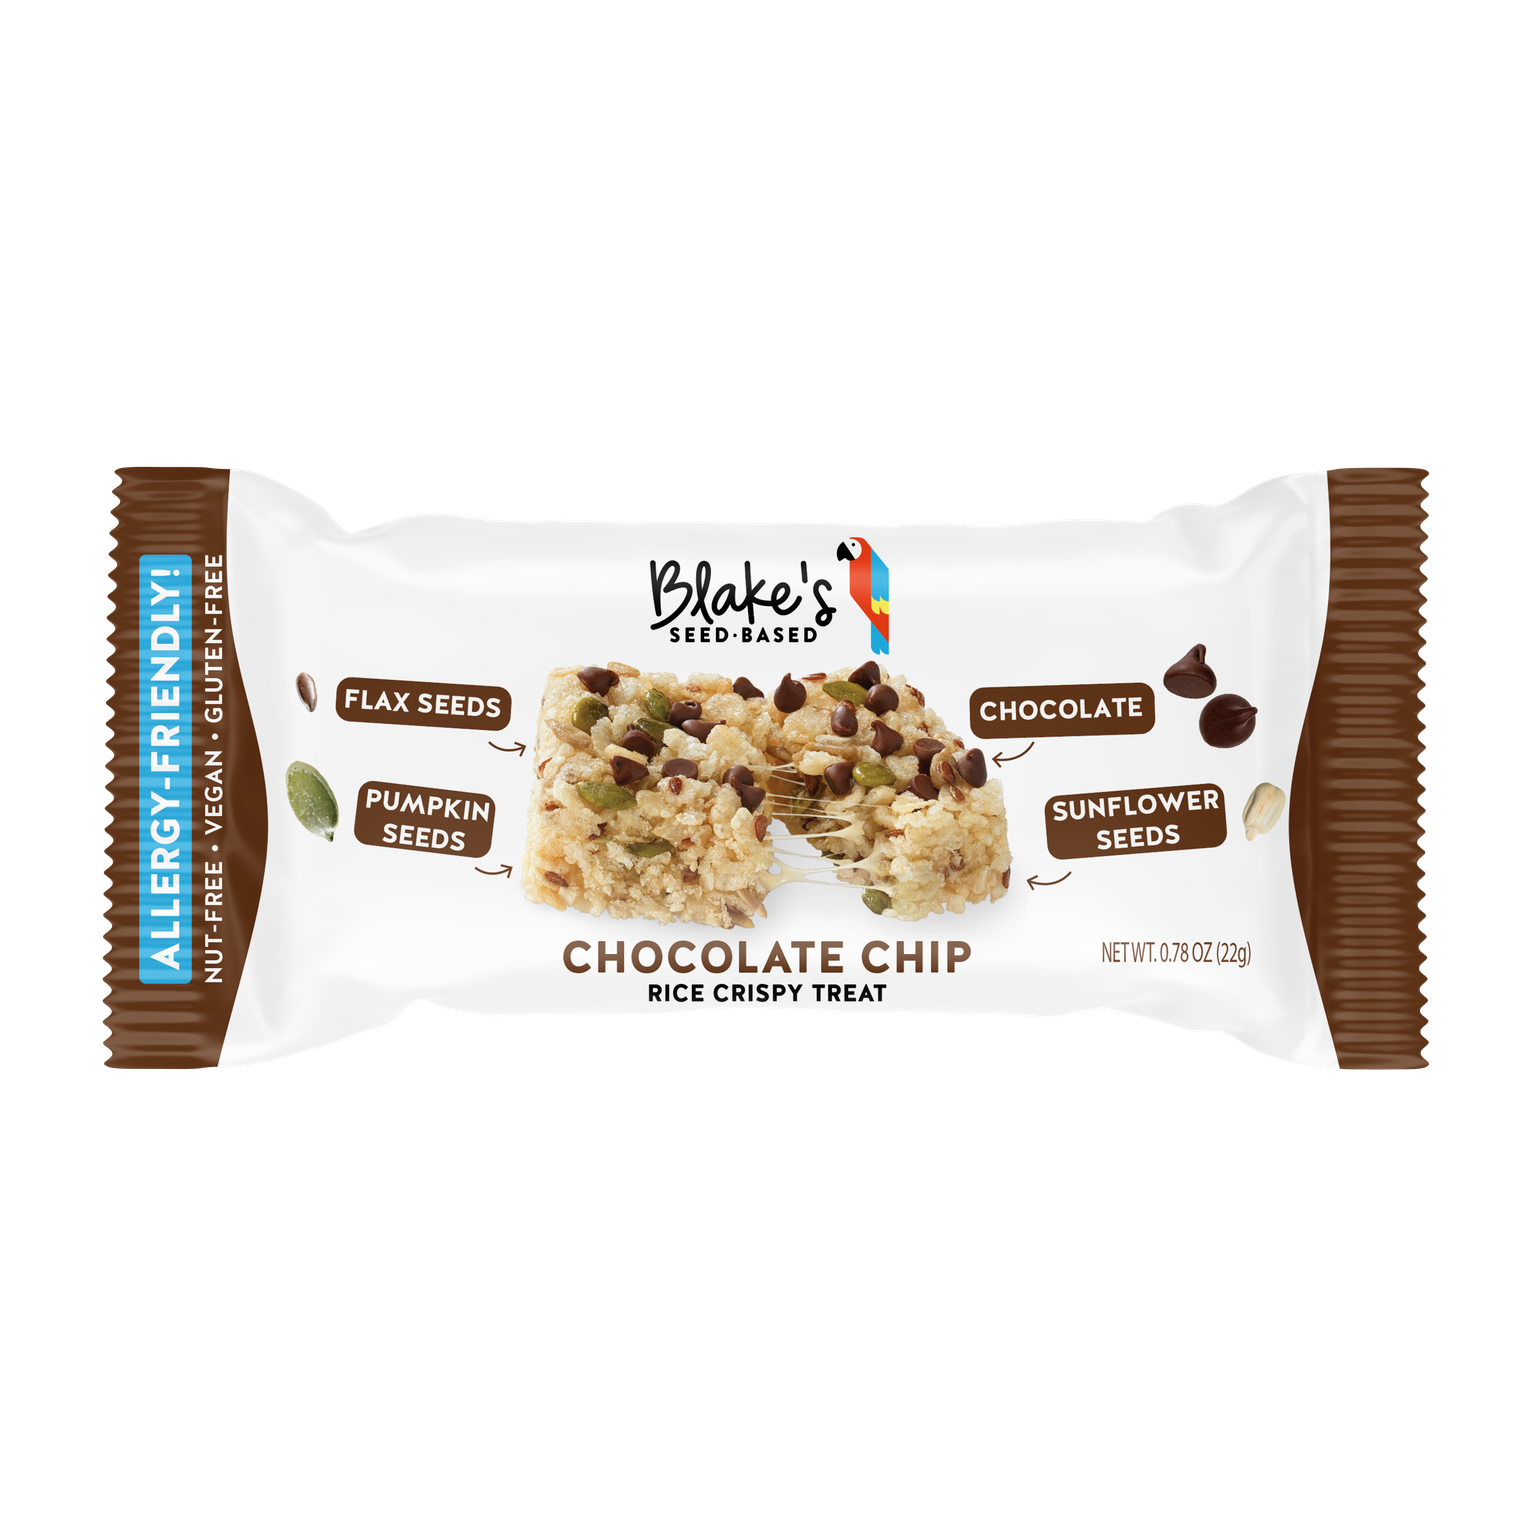 ALLERGY-FRIENDLY!
NUT-FREE • VEGAN • GLUTEN-FREE
Blake's
SEED•BASED
FLAX SEEDS
PUMPKIN
SEEDS
CHOCOLATE
SUNFLOWER
SEEDS
CHOCOLATE CHIP
RICE CRISPY TREAT
NET WT. 0.78 OZ (22g)